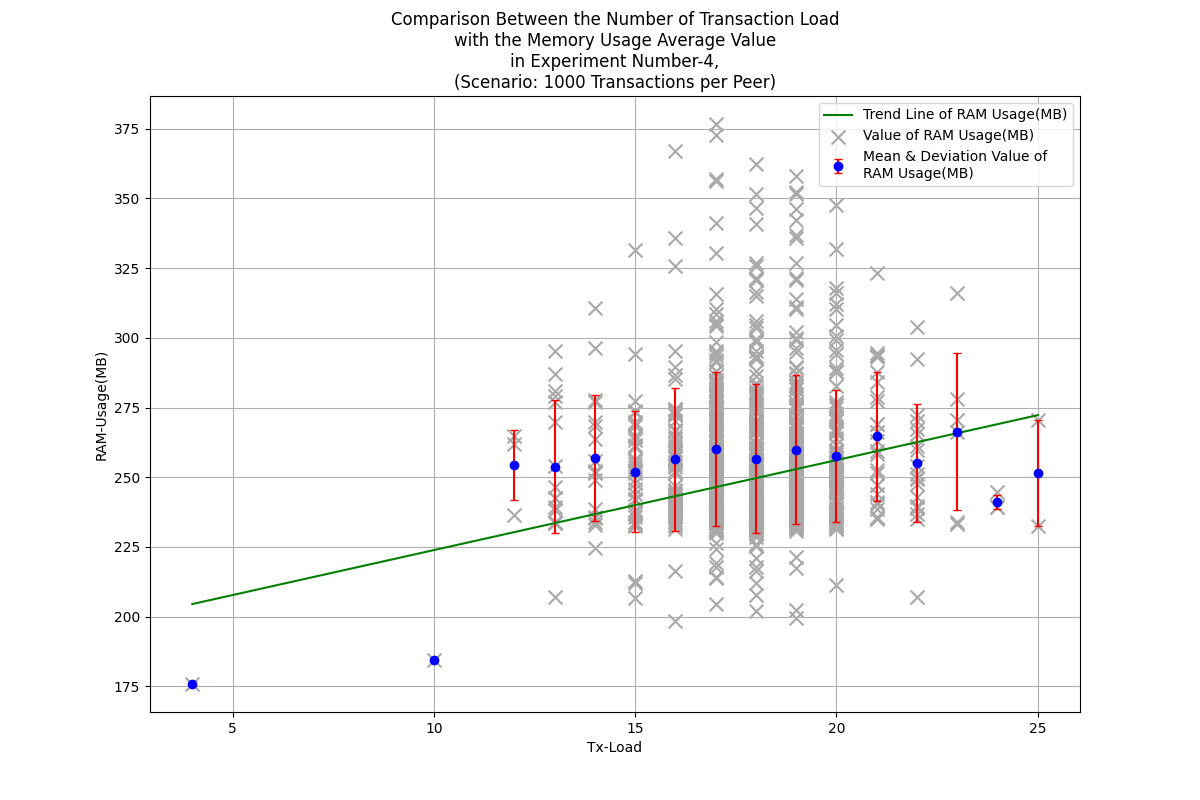 Comparison Between the Number of Transaction Load
with the Memory Usage Average Value
in Experiment Number-4,
(Scenario: 1000 Transactions per Peer)
Trend Line of RAM Usage(MB)
Value of RAM Usage(MB)
Mean & Deviation Value of
RAM Usage(MB)
RAM-Usage(MB)
375
350
325
300
275
250
225
200
175
5
10
15
20
25
Tx-Load